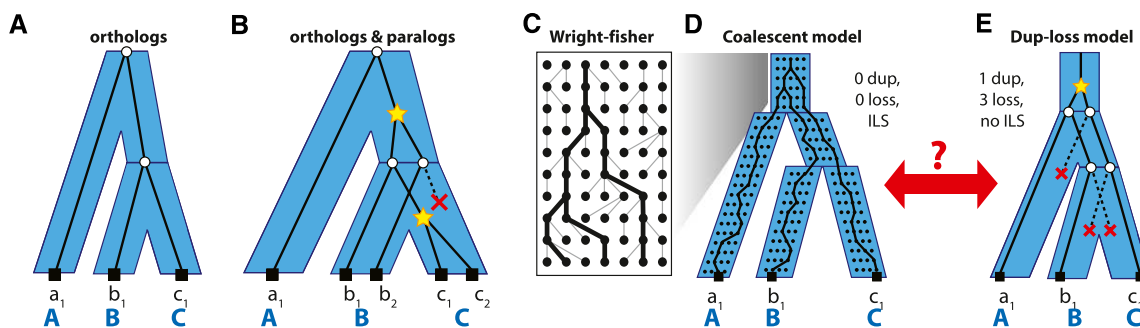 A
orthologs
a1
b1
c1
A
B
C
B
orthologs & paralogs
a1
b1
b2
c1
c2
A
B
C
C
Wright-fisher
D
Coalescent model
0 dup,
0 loss,
ILS
a1
b1
c1
A
B
C
?
E
Dup-loss model
1 dup,
3 loss,
no ILS
a1
b1
A
B